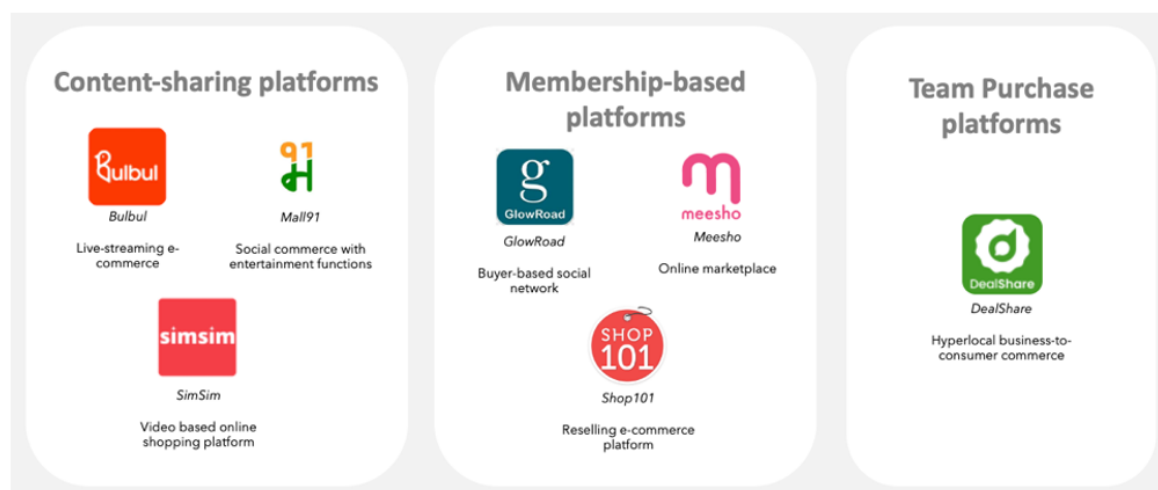 Content-sharing platforms
Bulbul
Bulbul
Live-streaming e-
commerce
91
म
Mall91
Social commerce with
entertainment functions
simsim
SimSim
Video based online
shopping platform
Membership-based
platforms
g
GlowRoad
GlowRoad
Buyer-based social
network
m
meesho
Meesho
Online marketplace
SHOP
101
Shop101
Reselling e-commerce
platform
Team Purchase
platforms
d
DealShare
DealShare
Hyperlocal business-to-
consumer commerce